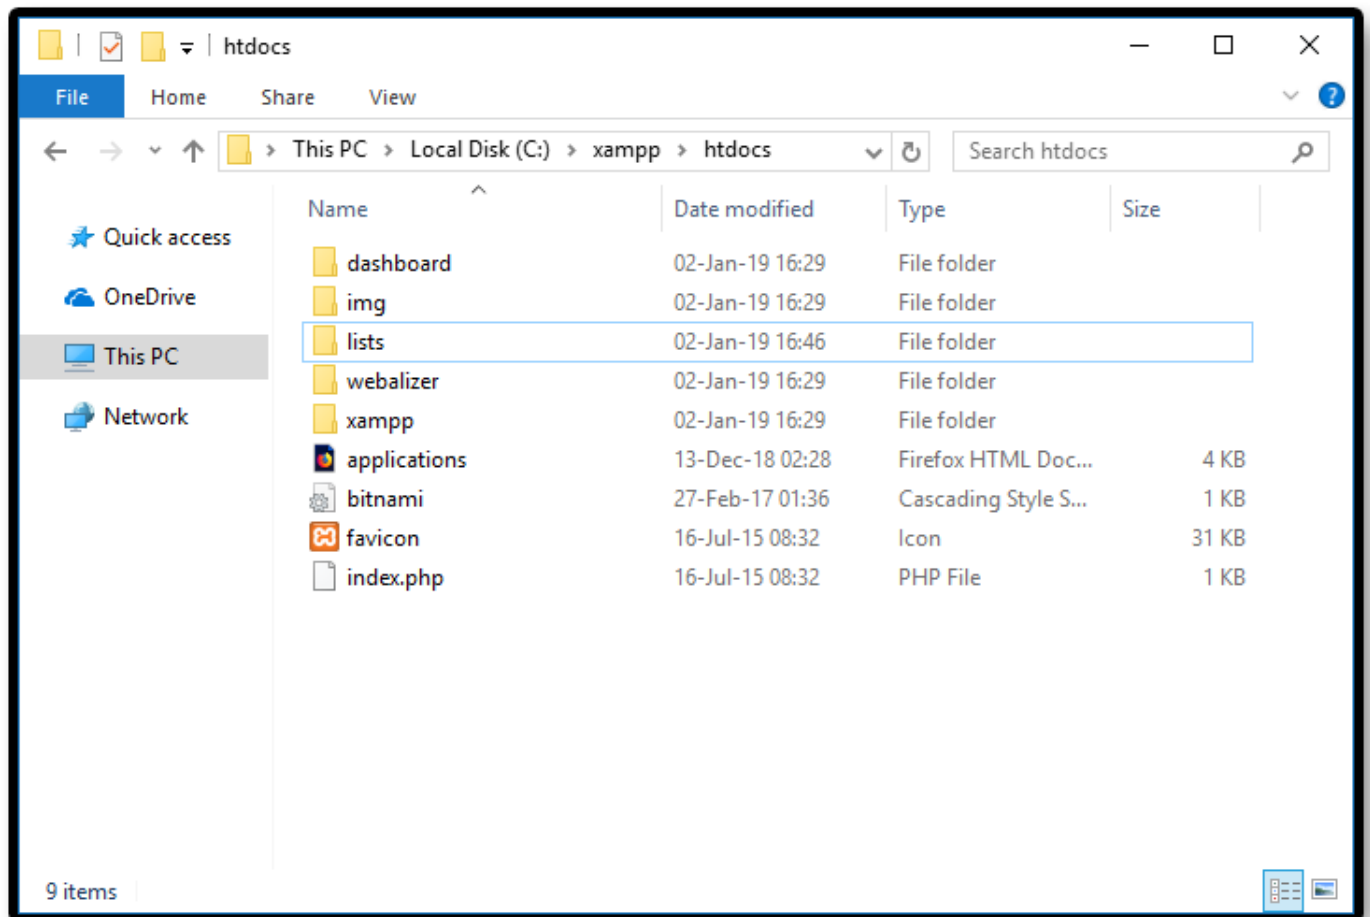 htdocs
File Home Share View
This PC > Local Disk (C:) > xampp > htdocs Search htdocs
Name Date modified Type Size
Quick access
OneDrive
This PC
Network
dashboard 02-Jan-19 16:29 File folder
img 02-Jan-19 16:29 File folder
lists 02-Jan-19 16:46 File folder
webalizer 02-Jan-19 16:29 File folder
xampp 02-Jan-19 16:29 File folder
applications 13-Dec-18 02:28 Firefox HTML Doc... 4 KB
bitnami 27-Feb-17 01:36 Cascading Style S... 1 KB
favicon 16-Jul-15 08:32 Icon 31 KB
index.php 16-Jul-15 08:32 PHP File 1 KB
9 items